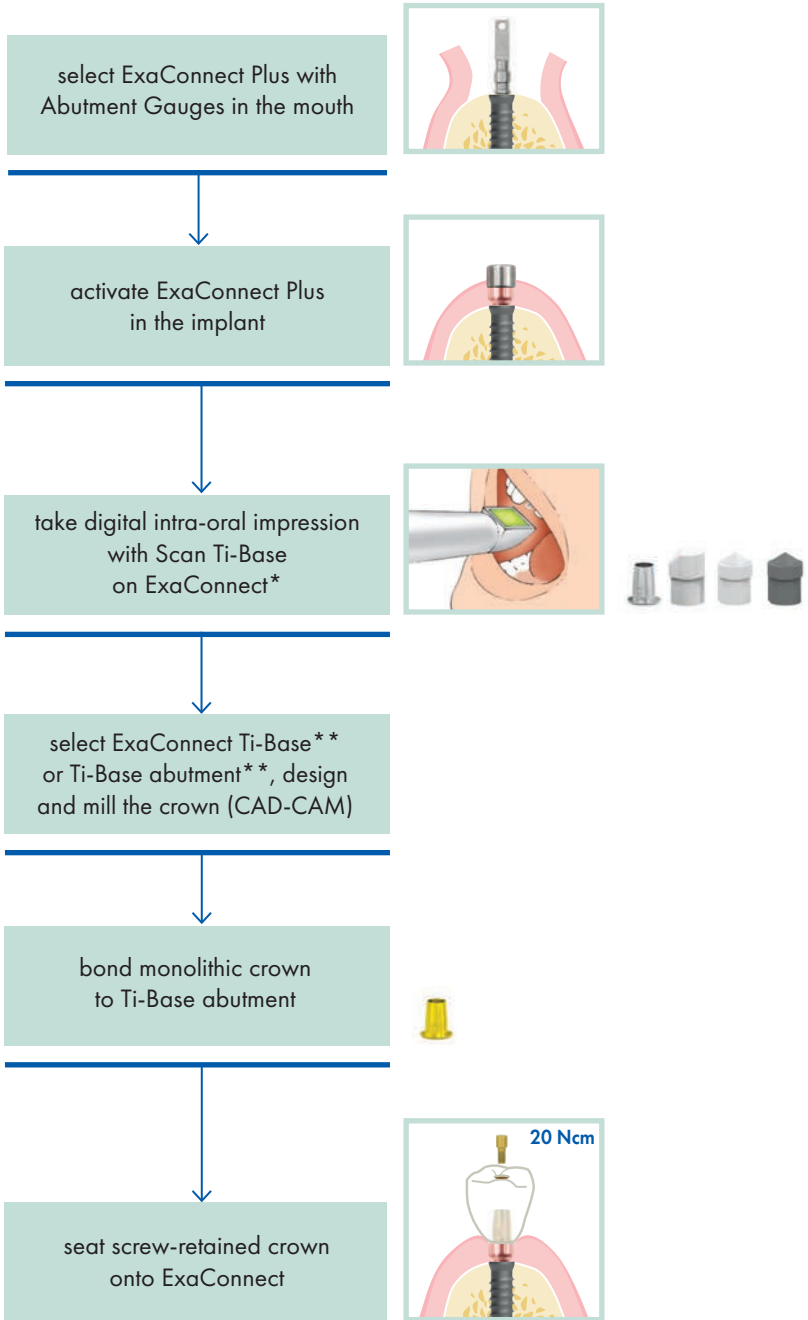 select ExaConnect Plus with
Abutment Gauges in the mouth
activate ExaConnect Plus
in the implant
take digital intra-oral impression
with Scan Ti-Base
on ExaConnect*
select ExaConnect Ti-Base**
or Ti-Base abutment**, design
and mill the crown (CAD-CAM)
bond monolithic crown
to Ti-Base abutment
20 Ncm
seat screw-retained crown
onto ExaConnect